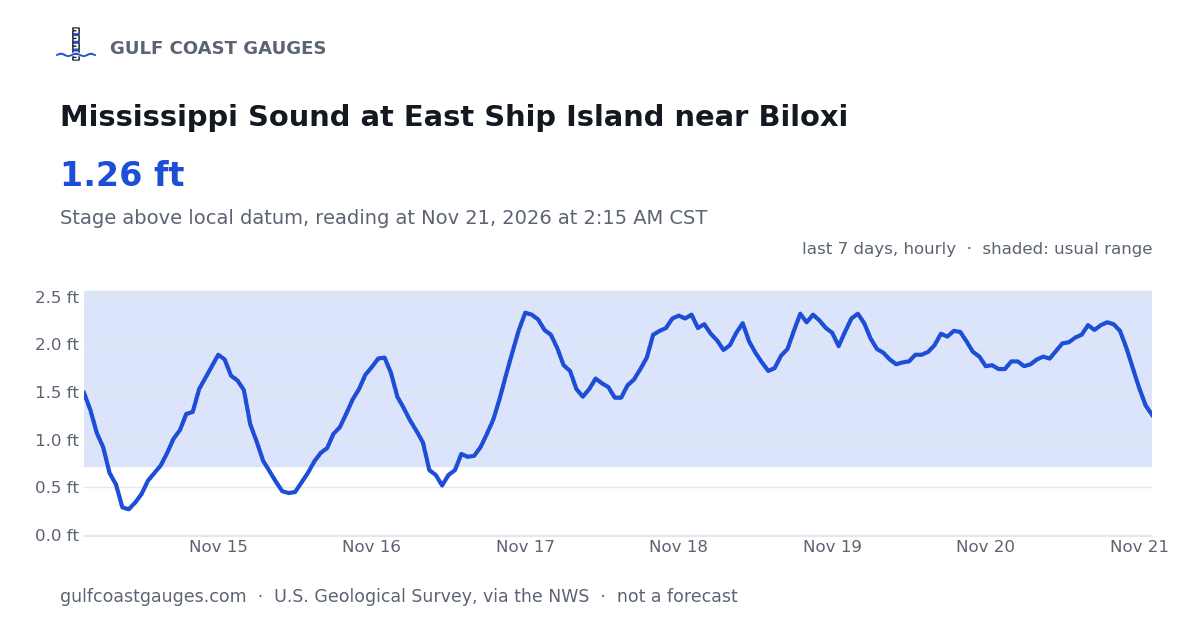 GULF COAST GAUGES
Mississippi Sound at East Ship Island near Biloxi
1.26 ft
Stage above local datum, reading at Nov 21, 2026 at 2:15 AM CST
last 7 days, hourly · shaded: usual range
2.5 ft
2.0 ft
1.5 ft
1.0 ft
0.5 ft
0.0 ft
Nov 15 Nov 16 Nov 17 Nov 18 Nov 19 Nov 20 Nov 21
gulfcoastgauges.com · U.S. Geological Survey, via the NWS · not a forecast